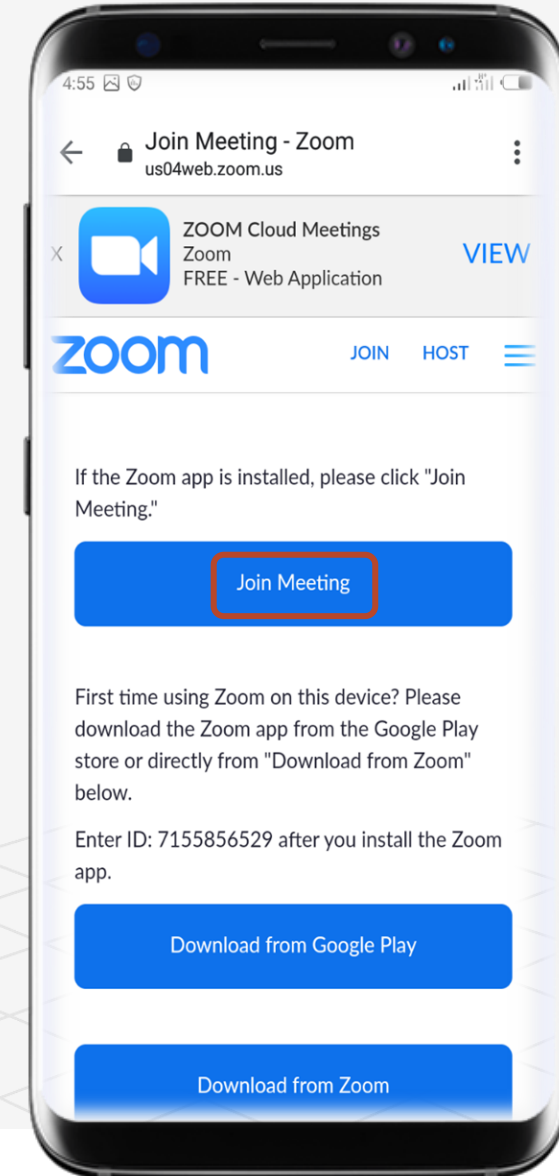 4:55
Join Meeting - Zoom
us04web.zoom.us
X
ZOOM Cloud Meetings
Zoom
FREE - Web Application
VIEW
zoom
JOIN HOST
If the Zoom app is installed, please click "Join
Meeting."
Join Meeting
First time using Zoom on this device? Please
download the Zoom app from the Google Play
store or directly from "Download from Zoom"
below.
Enter ID: 7155856529 after you install the Zoom
app.
Download from Google Play
Download from Zoom